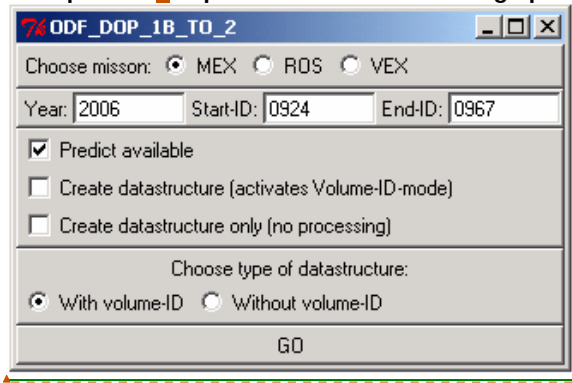 ODF_DOP_1B_TO_2
Choose misson: MEX ROS VEX
Year: 2006 Start-ID: 0924 End-ID: 0967
Predict available
Create datastructure (activates Volume-ID-mode)
Create datastructure only (no processing)
Choose type of datastructure:
With volume-ID Without volume-ID
GO